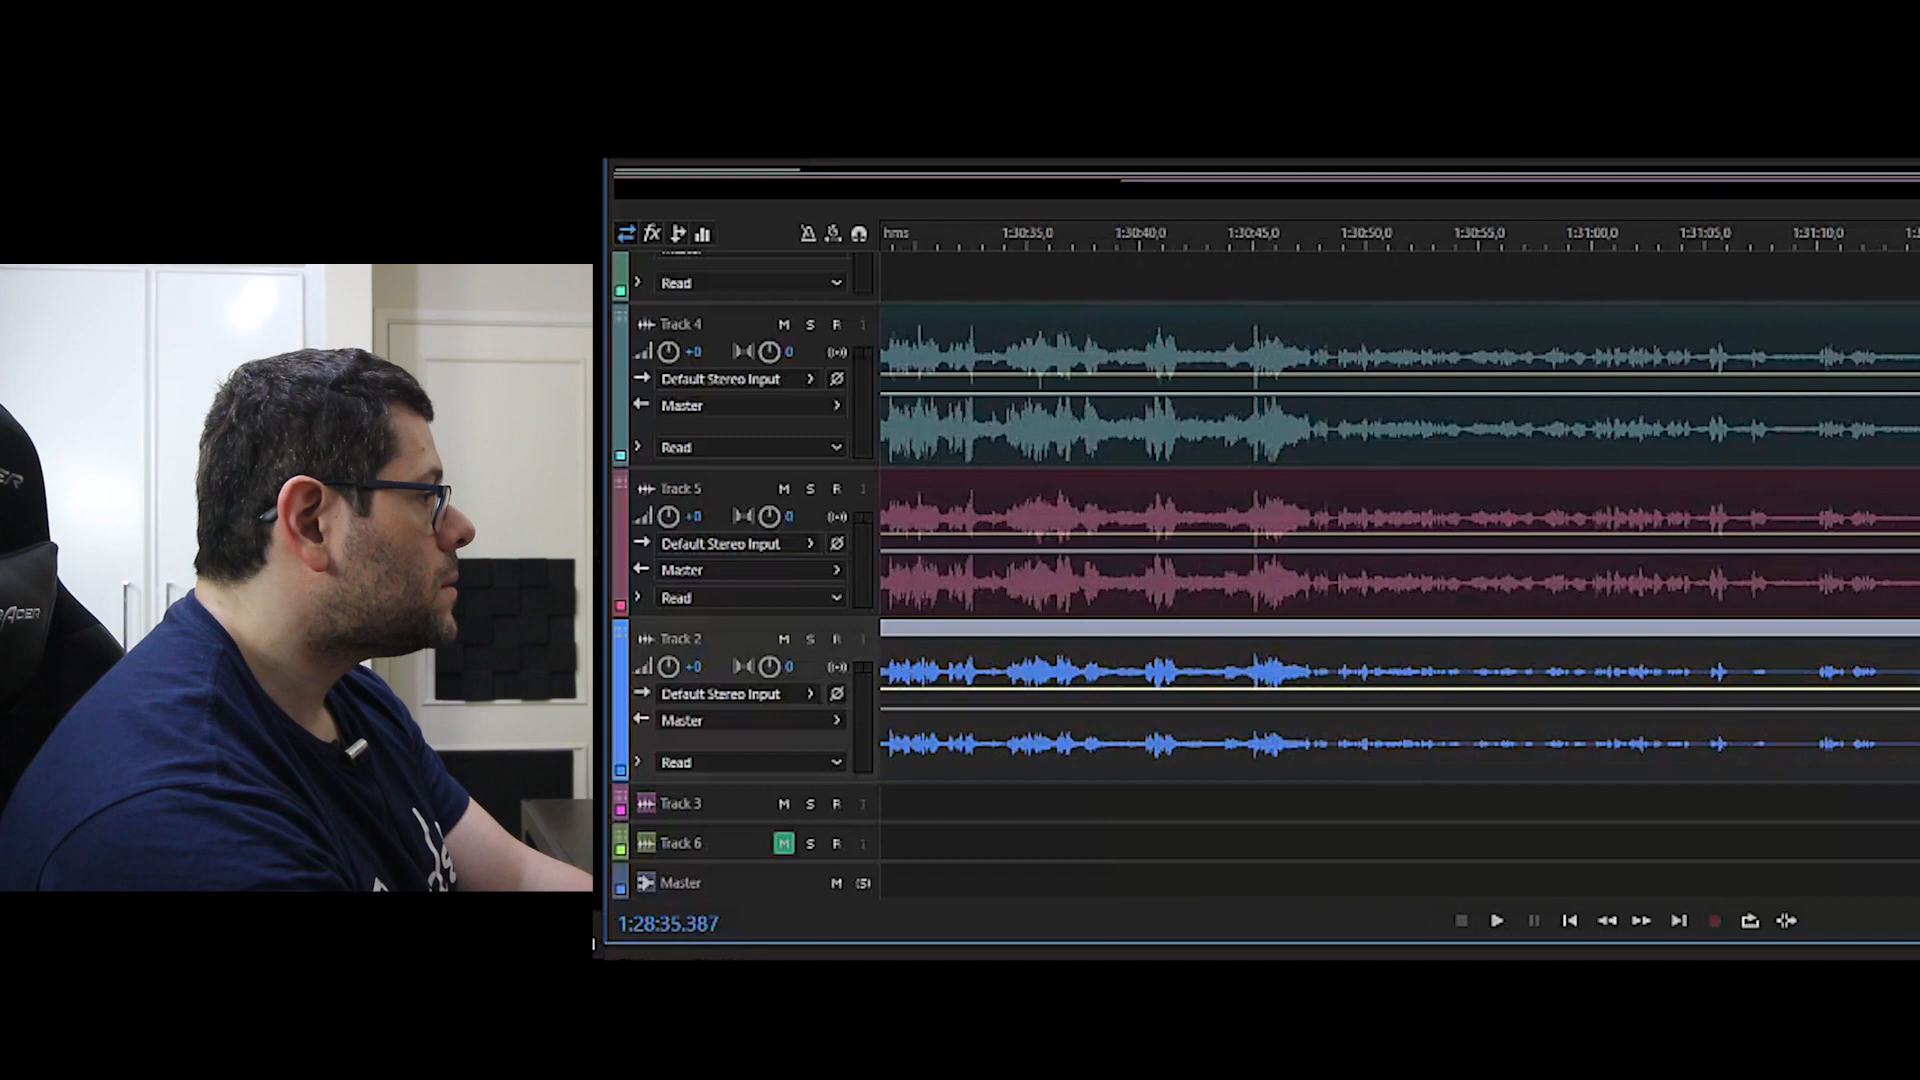 fx
hms 1:30:35,0 1:30:40,0 1:30:45,0 1:30:50,0 1:30:55,0 1:31:00,0 1:31:05,0 1:31:10,0
Read
Track 4 M S R I
+0 0
Default Stereo Input
Master
Read
Track 5 M S R I
+0 0
Default Stereo Input
Master
Read
Track 2 M S R I
+0 0
Default Stereo Input
Master
Read
Track 3 M S R I
Track 6 M S R I
Master M (S)
1:28:35.387